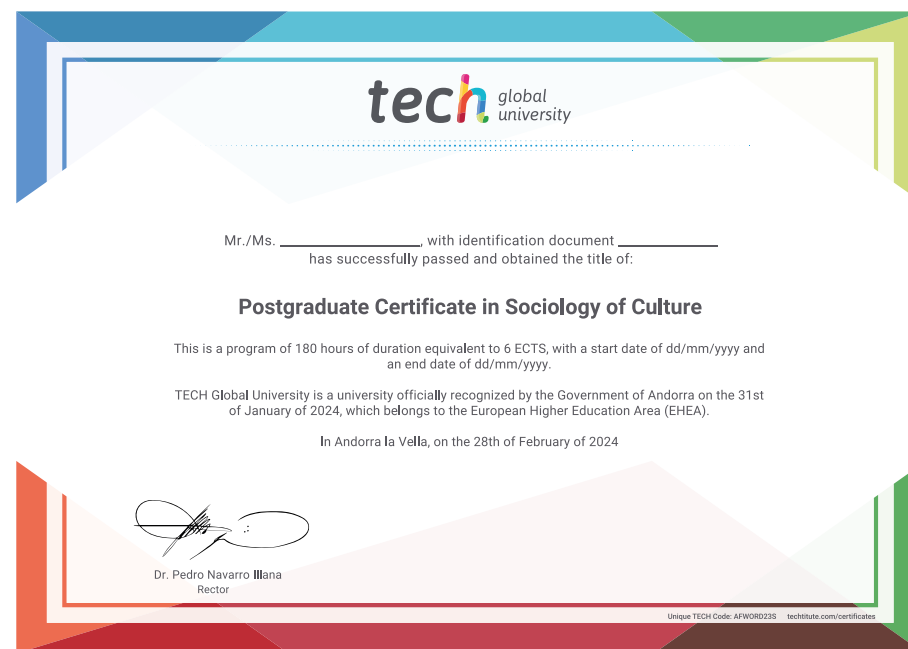 tech global university
Mr./Ms. ____________, with identification document ____________
has successfully passed and obtained the title of:
Postgraduate Certificate in Sociology of Culture
This is a program of 180 hours of duration equivalent to 6 ECTS, with a start date of dd/mm/yyyy and
an end date of dd/mm/yyyy.
TECH Global University is a university officially recognized by the Government of Andorra on the 31st
of January of 2024, which belongs to the European Higher Education Area (EHEA).
In Andorra la Vella, on the 28th of February of 2024
Dr. Pedro Navarro Illana
Rector
Unique TECH Code: AFWORD23S techtitute.com/certificates